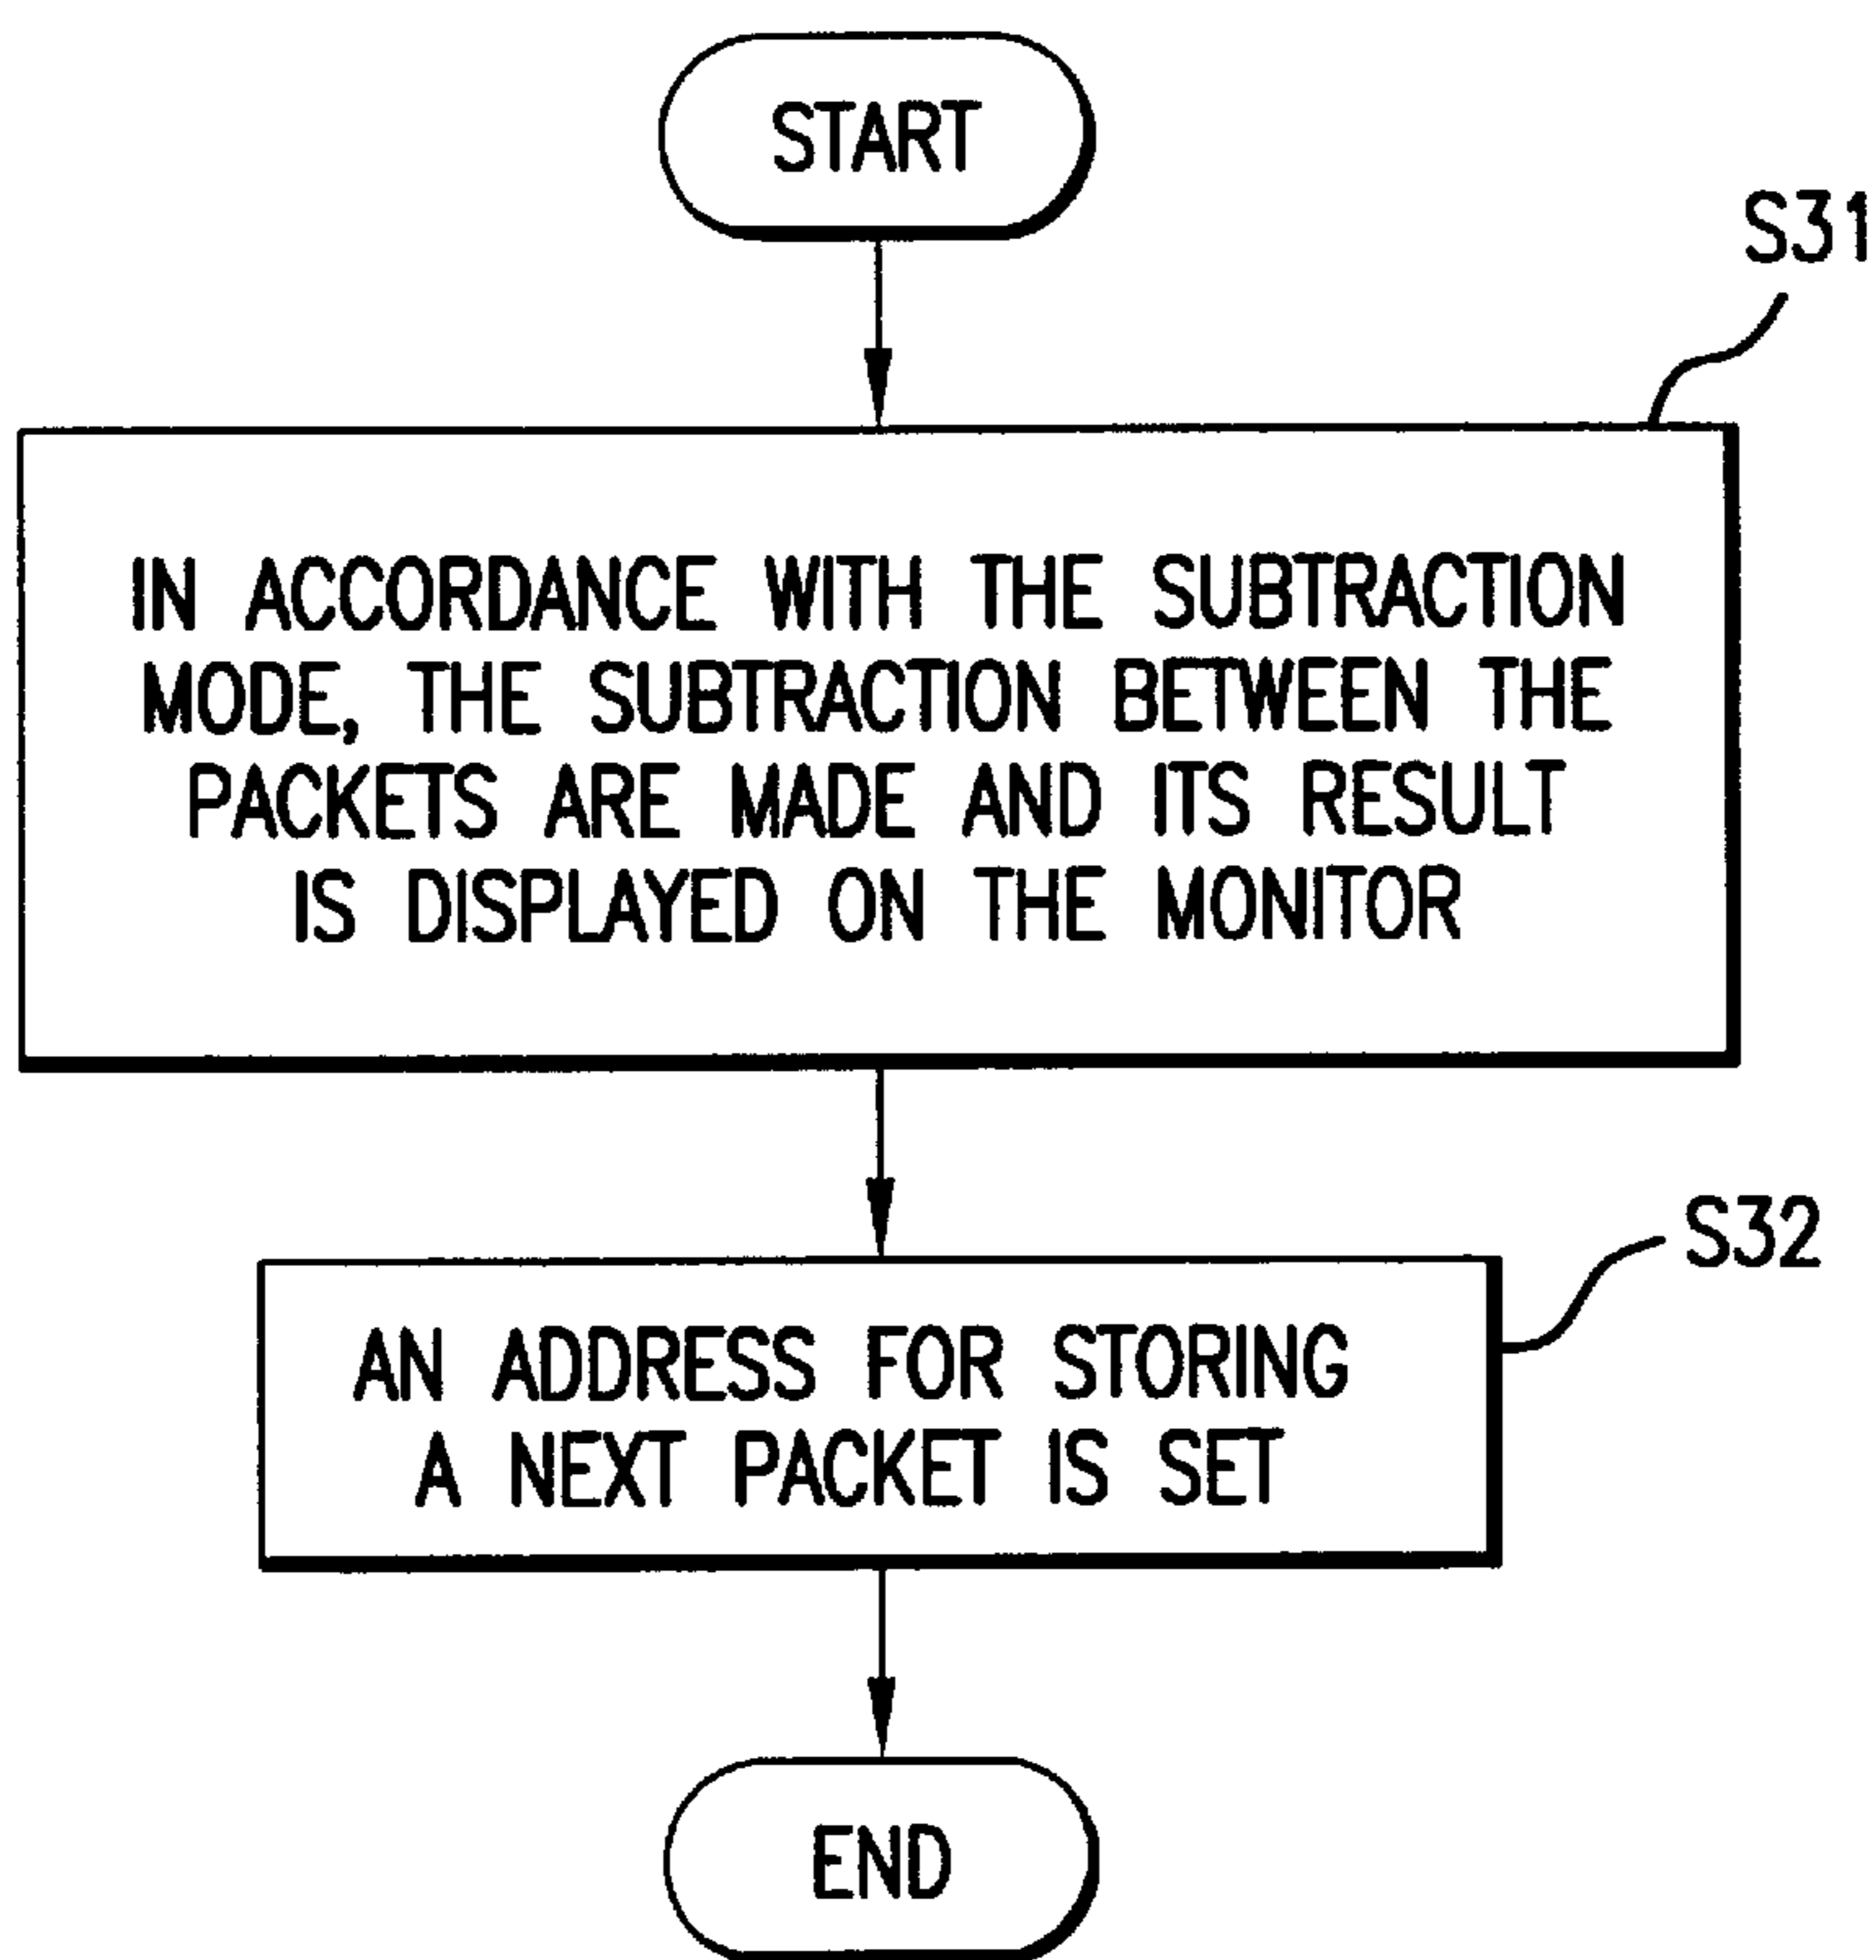 START
S31
IN ACCORDANCE WITH THE SUBTRACTION
MODE, THE SUBTRACTION BETWEEN THE
PACKETS ARE MADE AND ITS RESULT
IS DISPLAYED ON THE MONITOR
S32
AN ADDRESS FOR STORING
A NEXT PACKET IS SET
END